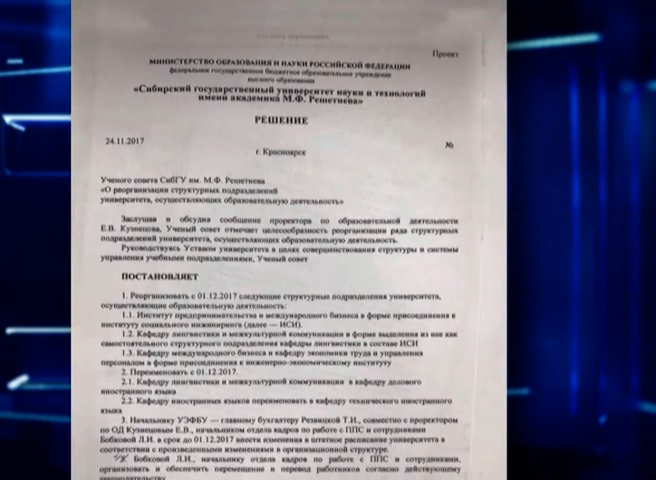 Проект
МИНИСТЕРСТВО ОБРАЗОВАНИЯ И НАУКИ РОССИЙСКОЙ ФЕДЕРАЦИИ
федеральное государственное бюджетное образовательное учреждение
высшего образования
«Сибирский государственный университет науки и технологий
имени академика М.Ф. Решетнева»
РЕШЕНИЕ
24.11.2017 №
г. Красноярск
Ученого совета СибГУ им. М.Ф. Решетнева
«О реорганизации структурных подразделений
университета, осуществляющих образовательную деятельность»
Заслушав и обсудив сообщение проректора по образовательной деятельности
Е.В. Кузнецова, Ученый совет отмечает целесообразность реорганизации ряда структурных
подразделений университета, осуществляющих образовательную деятельность.
Руководствуясь Уставом университета в целях совершенствования структуры и системы
управления учебными подразделениями, Ученый совет
ПОСТАНОВЛЯЕТ
1. Реорганизовать с 01.12.2017 следующие структурные подразделения университета,
осуществляющие образовательную деятельность:
1.1. Институт предпринимательства и международного бизнеса в форме присоединения к
институту социального инжиниринга (далее — ИСИ).
1.2. Кафедру лингвистики и межкультурной коммуникации в форме выделения из нее как
самостоятельного структурного подразделения кафедры лингвистики в составе ИСИ
1.3. Кафедру международного бизнеса и кафедру экономики труда и управления
персоналом в форме присоединения к инженерно-экономическому институту
2. Переименовать с 01.12.2017.
2.1. Кафедру лингвистики и межкультурной коммуникации в кафедру делового
иностранного языка
2.2. Кафедру иностранных языков переименовать в кафедру технического иностранного
языка
3. Начальнику УЭФБУ — главному бухгалтеру Резвицкой Т.И., совместно с проректором
по ОД Кузнецовым Е.В., начальником отдела кадров по работе с ППС и сотрудниками
Бобковой Л.И. в срок до 01.12.2017 внести изменения в штатное расписание университета в
соответствии с произведенными изменениями в организационной структуре.
Бобковой Л.И., начальнику отдела кадров по работе с ППС и сотрудниками,
организовать и обеспечить перемещение и перевод работников согласно действующему
законодательству